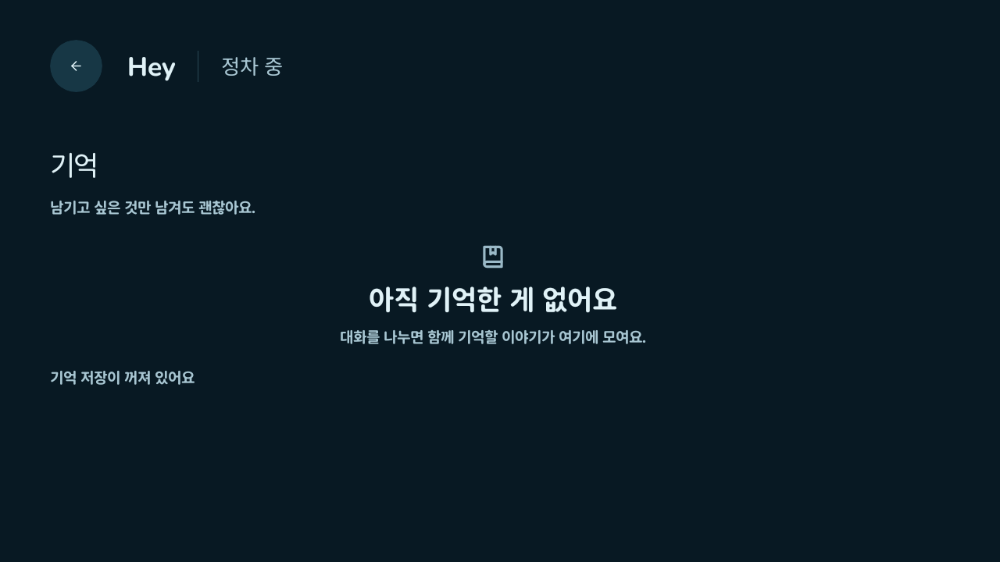 Hey
정차 중
기억
남기고 싶은 것만 남겨도 괜찮아요.
아직 기억한 게 없어요
대화를 나누면 함께 기억할 이야기가 여기에 모여요.
기억 저장이 꺼져 있어요